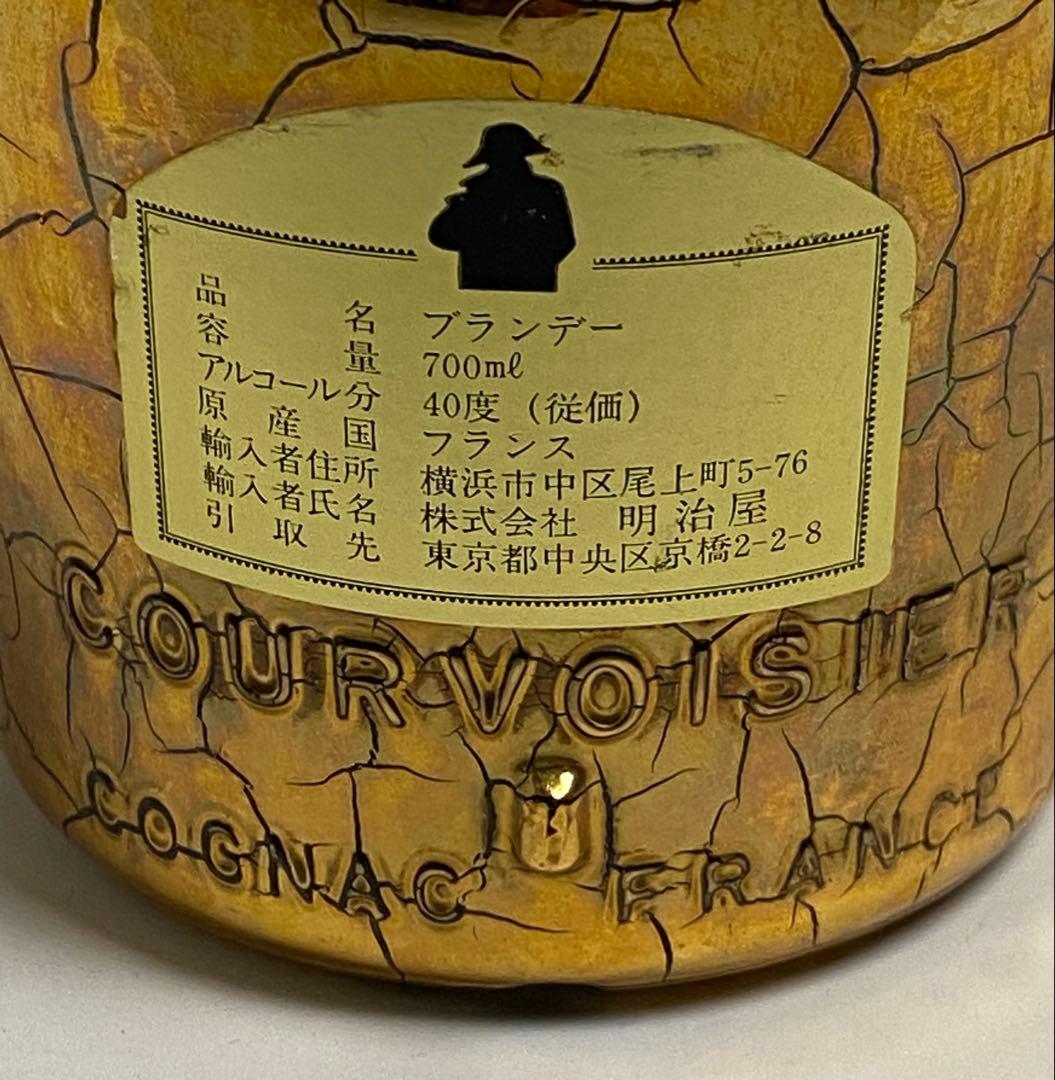 品名 ブランデー
容量 700mℓ
アルコール分 40度 (従価)
原産国 フランス
輸入者住所 横浜市中区尾上町5-76
輸入者氏名 株式会社 明治屋
引取先 東京都中央区京橋2-2-8
COURVOISIER
COGNAC FRANCE